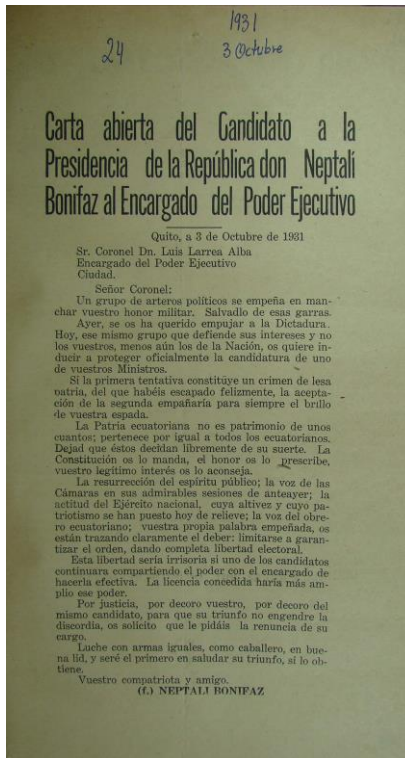 1931
24
3 Octubre
Carta abierta del Candidato a la
Presidencia de la República don Neptalí
Bonifaz al Encargado del Poder Ejecutivo
Quito, a 3 de Octubre de 1931
Sr. Coronel Dn. Luis Larrea Alba
Encargado del Poder Ejecutivo
Ciudad.
Señor Coronel:
Un grupo de arteros políticos se empeña en man-
char vuestro honor militar. Salvadlo de esas garras.
Ayer, se os ha querido empujar a la Dictadura.
Hoy, ese mismo grupo que defiende sus intereses y no
los vuestros, menos aún los de la Nación, os quiere in-
ducir a proteger oficialmente la candidatura de uno
de vuestros Ministros.
Si la primera tentativa constitúye un crimen de lesa
patria, del que habéis escapado felizmente, la acepta-
ción de la segunda empañaría para siempre el brillo
de vuestra espada.
La Patria ecuatoriana no es patrimonio de unos
cuantos; pertenece por igual a todos los ecuatorianos.
Dejad que éstos decidan libremente de su suerte. La
Constitución os lo manda, el honor os lo prescribe,
vuestro legítimo interés os lo aconseja.
La resurrección del espíritu público; la voz de las
Cámaras en sus admirables sesiones de anteayer; la
actitud del Ejército nacional, cuya altivez y cuyo pa-
triotismo se han puesto hoy de relieve; la voz del obre-
ro ecuatoriano; vuestra propia palabra empeñada, os
están trazando claramente el deber: limitarse a garan-
tizar el orden, dando completa libertad electoral.
Esta libertad sería irrisoria si uno de los candidatos
continuara compartiendo el poder con el encargado de
hacerla efectiva. La licencia concedida haría más am-
plio ese poder.
Por justicia, por decoro vuestro, por decoro del
mismo candidato, para que su triunfo no engendre la
discordia, os solicito que le pidáis la renuncia de su
cargo.
Luche con armas iguales, como caballero, en bue-
na lid, y seré el primero en saludar su triunfo, si lo ob-
tiene.
Vuestro compatriota y amigo.
(f.) NEPTALI BONIFAZ